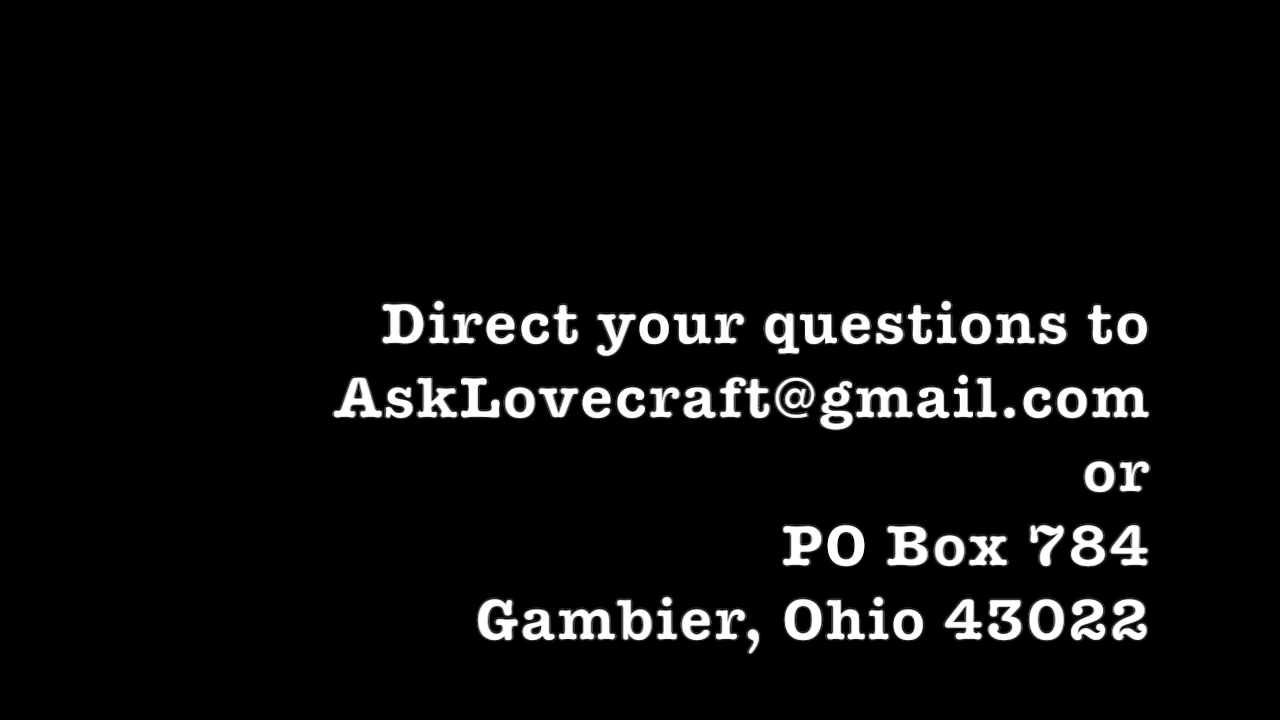 Direct your questions to
AskLovecraft@gmail.com
or
PO Box 784
Gambier, Ohio 43022